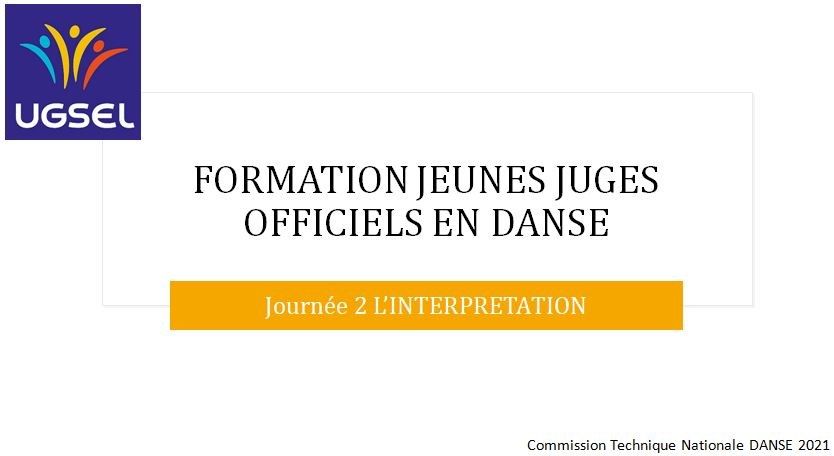 UGSEL
FORMATION JEUNES JUGES
OFFICIELS EN DANSE
Journée 2 L'INTERPRETATION
Commission Technique Nationale DANSE 2021